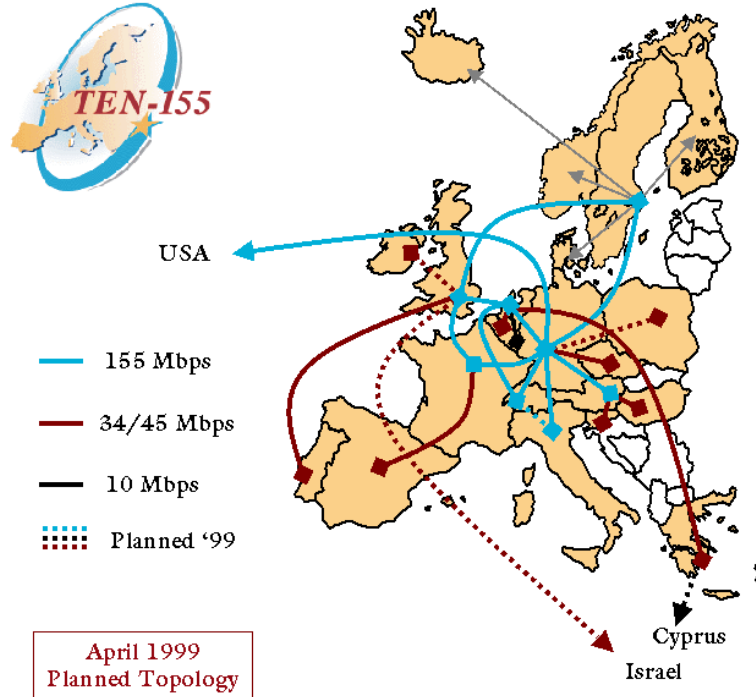 TEN-155
USA
155 Mbps
34/45 Mbps
10 Mbps
Planned ‘99
Cyprus
Israel
April 1999
Planned Topology